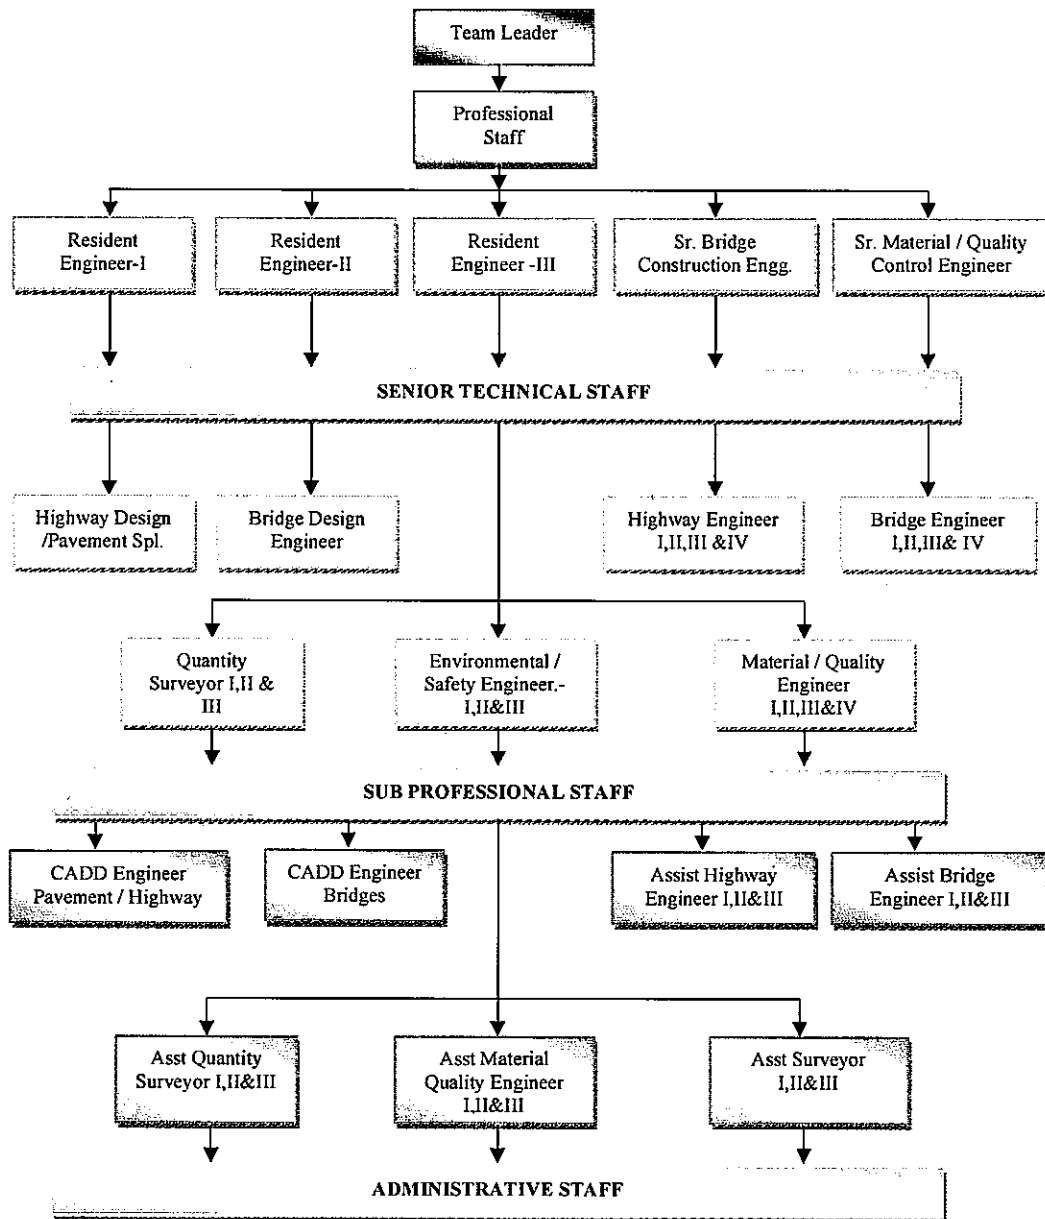 Team Leader
Professional
Staff
Resident
Engineer-I
Resident
Engineer-II
Resident
Engineer -III
Sr. Bridge
Construction Engg.
Sr. Material / Quality
Control Engineer
SENIOR TECHNICAL STAFF
Highway Design
/Pavement Spl.
Bridge Design
Engineer
Highway Engineer
I,II,III &IV
Bridge Engineer
I,II,III& IV
Quantity
Surveyor I,II &
III
Environmental /
Safety Engineer.-
I,II&III
Material / Quality
Engineer
I,II,III&IV
SUB PROFESSIONAL STAFF
CADD Engineer
Pavement / Highway
CADD Engineer
Bridges
Assist Highway
Engineer I,II&III
Assist Bridge
Engineer I,II&III
Asst Quantity
Surveyor I,II&III
Asst Material
Quality Engineer
I,II&III
Asst Surveyor
I,II&III
ADMINISTRATIVE STAFF